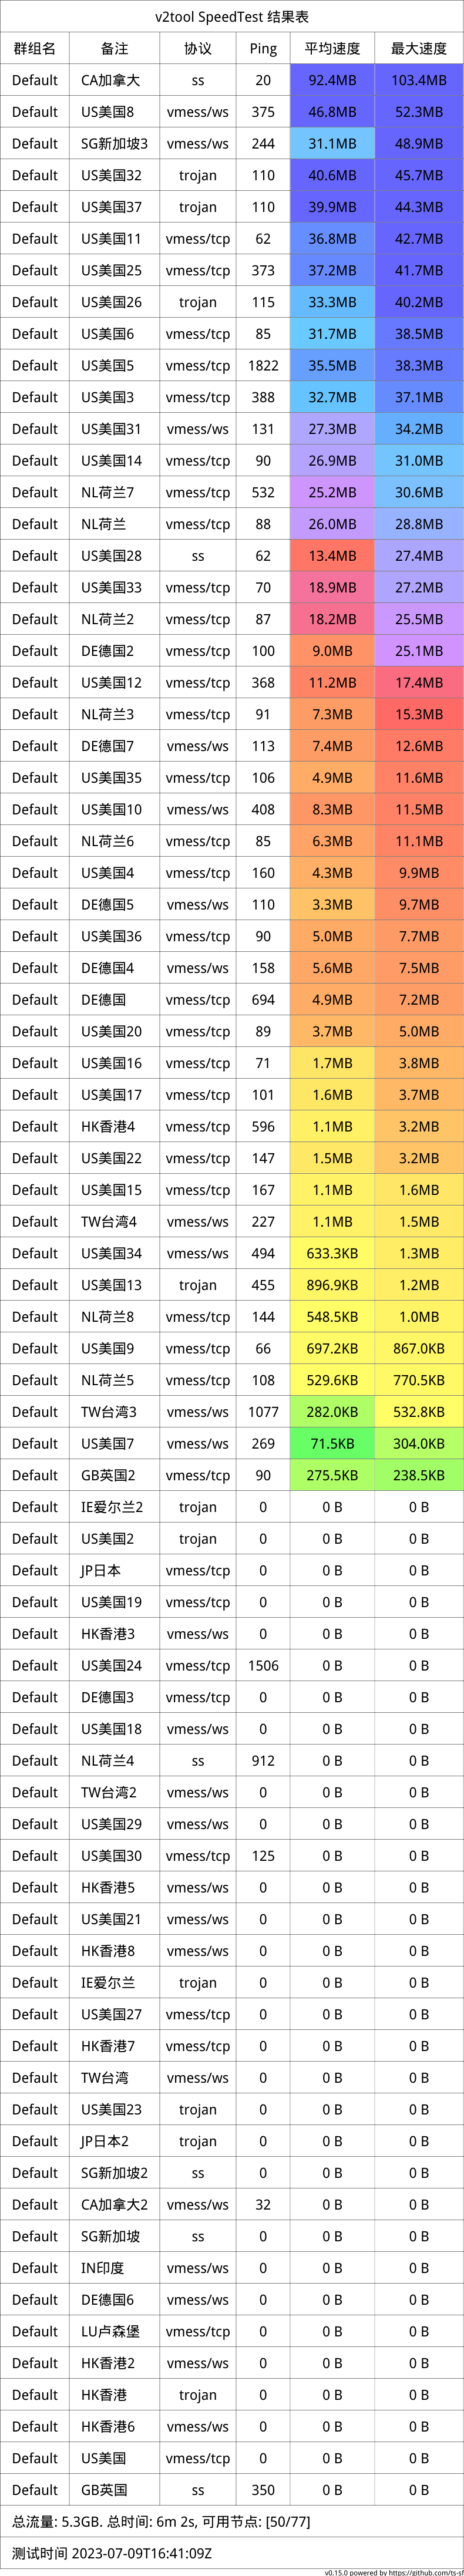 v2tool SpeedTest 结果表
群组名 备注 协议 Ping 平均速度 最大速度
Default CA加拿大 ss 20 92.4MB 103.4MB
Default US美国8 vmess/ws 375 46.8MB 52.3MB
Default SG新加坡3 vmess/ws 244 31.1MB 48.9MB
Default US美国32 trojan 110 40.6MB 45.7MB
Default US美国37 trojan 110 39.9MB 44.3MB
Default US美国11 vmess/tcp 62 36.8MB 42.7MB
Default US美国25 vmess/tcp 373 37.2MB 41.7MB
Default US美国26 trojan 115 33.3MB 40.2MB
Default US美国6 vmess/tcp 85 31.7MB 38.5MB
Default US美国5 vmess/tcp 1822 35.5MB 38.3MB
Default US美国3 vmess/tcp 388 32.7MB 37.1MB
Default US美国31 vmess/ws 131 27.3MB 34.2MB
Default US美国14 vmess/tcp 90 26.9MB 31.0MB
Default NL荷兰7 vmess/tcp 532 25.2MB 30.6MB
Default NL荷兰 vmess/tcp 88 26.0MB 28.8MB
Default US美国28 ss 62 13.4MB 27.4MB
Default US美国33 vmess/tcp 70 18.9MB 27.2MB
Default NL荷兰2 vmess/tcp 87 18.2MB 25.5MB
Default DE德国2 vmess/tcp 100 9.0MB 25.1MB
Default US美国12 vmess/tcp 368 11.2MB 17.4MB
Default NL荷兰3 vmess/tcp 91 7.3MB 15.3MB
Default DE德国7 vmess/ws 113 7.4MB 12.6MB
Default US美国35 vmess/tcp 106 4.9MB 11.6MB
Default US美国10 vmess/ws 408 8.3MB 11.5MB
Default NL荷兰6 vmess/tcp 85 6.3MB 11.1MB
Default US美国4 vmess/tcp 160 4.3MB 9.9MB
Default DE德国5 vmess/ws 110 3.3MB 9.7MB
Default US美国36 vmess/tcp 90 5.0MB 7.7MB
Default DE德国4 vmess/ws 158 5.6MB 7.5MB
Default DE德国 vmess/tcp 694 4.9MB 7.2MB
Default US美国20 vmess/tcp 89 3.7MB 5.0MB
Default US美国16 vmess/tcp 71 1.7MB 3.8MB
Default US美国17 vmess/tcp 101 1.6MB 3.7MB
Default HK香港4 vmess/tcp 596 1.1MB 3.2MB
Default US美国22 vmess/tcp 147 1.5MB 3.2MB
Default US美国15 vmess/tcp 167 1.1MB 1.6MB
Default TW台湾4 vmess/ws 227 1.1MB 1.5MB
Default US美国34 vmess/ws 494 633.3KB 1.3MB
Default US美国13 trojan 455 896.9KB 1.2MB
Default NL荷兰8 vmess/tcp 144 548.5KB 1.0MB
Default US美国9 vmess/tcp 66 697.2KB 867.0KB
Default NL荷兰5 vmess/tcp 108 529.6KB 770.5KB
Default TW台湾3 vmess/ws 1077 282.0KB 532.8KB
Default US美国7 vmess/ws 269 71.5KB 304.0KB
Default GB英国2 vmess/tcp 90 275.5KB 238.5KB
Default IE爱尔兰2 trojan 0 0 B 0 B
Default US美国2 trojan 0 0 B 0 B
Default JP日本 vmess/tcp 0 0 B 0 B
Default US美国19 vmess/tcp 0 0 B 0 B
Default HK香港3 vmess/ws 0 0 B 0 B
Default US美国24 vmess/tcp 1506 0 B 0 B
Default DE德国3 vmess/tcp 0 0 B 0 B
Default US美国18 vmess/ws 0 0 B 0 B
Default NL荷兰4 ss 912 0 B 0 B
Default TW台湾2 vmess/ws 0 0 B 0 B
Default US美国29 vmess/ws 0 0 B 0 B
Default US美国30 vmess/tcp 125 0 B 0 B
Default HK香港5 vmess/ws 0 0 B 0 B
Default US美国21 vmess/ws 0 0 B 0 B
Default HK香港8 vmess/ws 0 0 B 0 B
Default IE爱尔兰 trojan 0 0 B 0 B
Default US美国27 vmess/tcp 0 0 B 0 B
Default HK香港7 vmess/tcp 0 0 B 0 B
Default TW台湾 vmess/ws 0 0 B 0 B
Default US美国23 trojan 0 0 B 0 B
Default JP日本2 trojan 0 0 B 0 B
Default SG新加坡2 ss 0 0 B 0 B
Default CA加拿大2 vmess/ws 32 0 B 0 B
Default SG新加坡 ss 0 0 B 0 B
Default IN印度 vmess/ws 0 0 B 0 B
Default DE德国6 vmess/ws 0 0 B 0 B
Default LU卢森堡 vmess/tcp 0 0 B 0 B
Default HK香港2 vmess/ws 0 0 B 0 B
Default HK香港 trojan 0 0 B 0 B
Default HK香港6 vmess/ws 0 0 B 0 B
Default US美国 vmess/tcp 0 0 B 0 B
Default GB英国 ss 350 0 B 0 B
总流量: 5.3GB. 总时间: 6m 2s, 可用节点: [50/77]
测试时间 2023-07-09T16:41:09Z
v0.15.0 powered by https://github.com/ts-sf